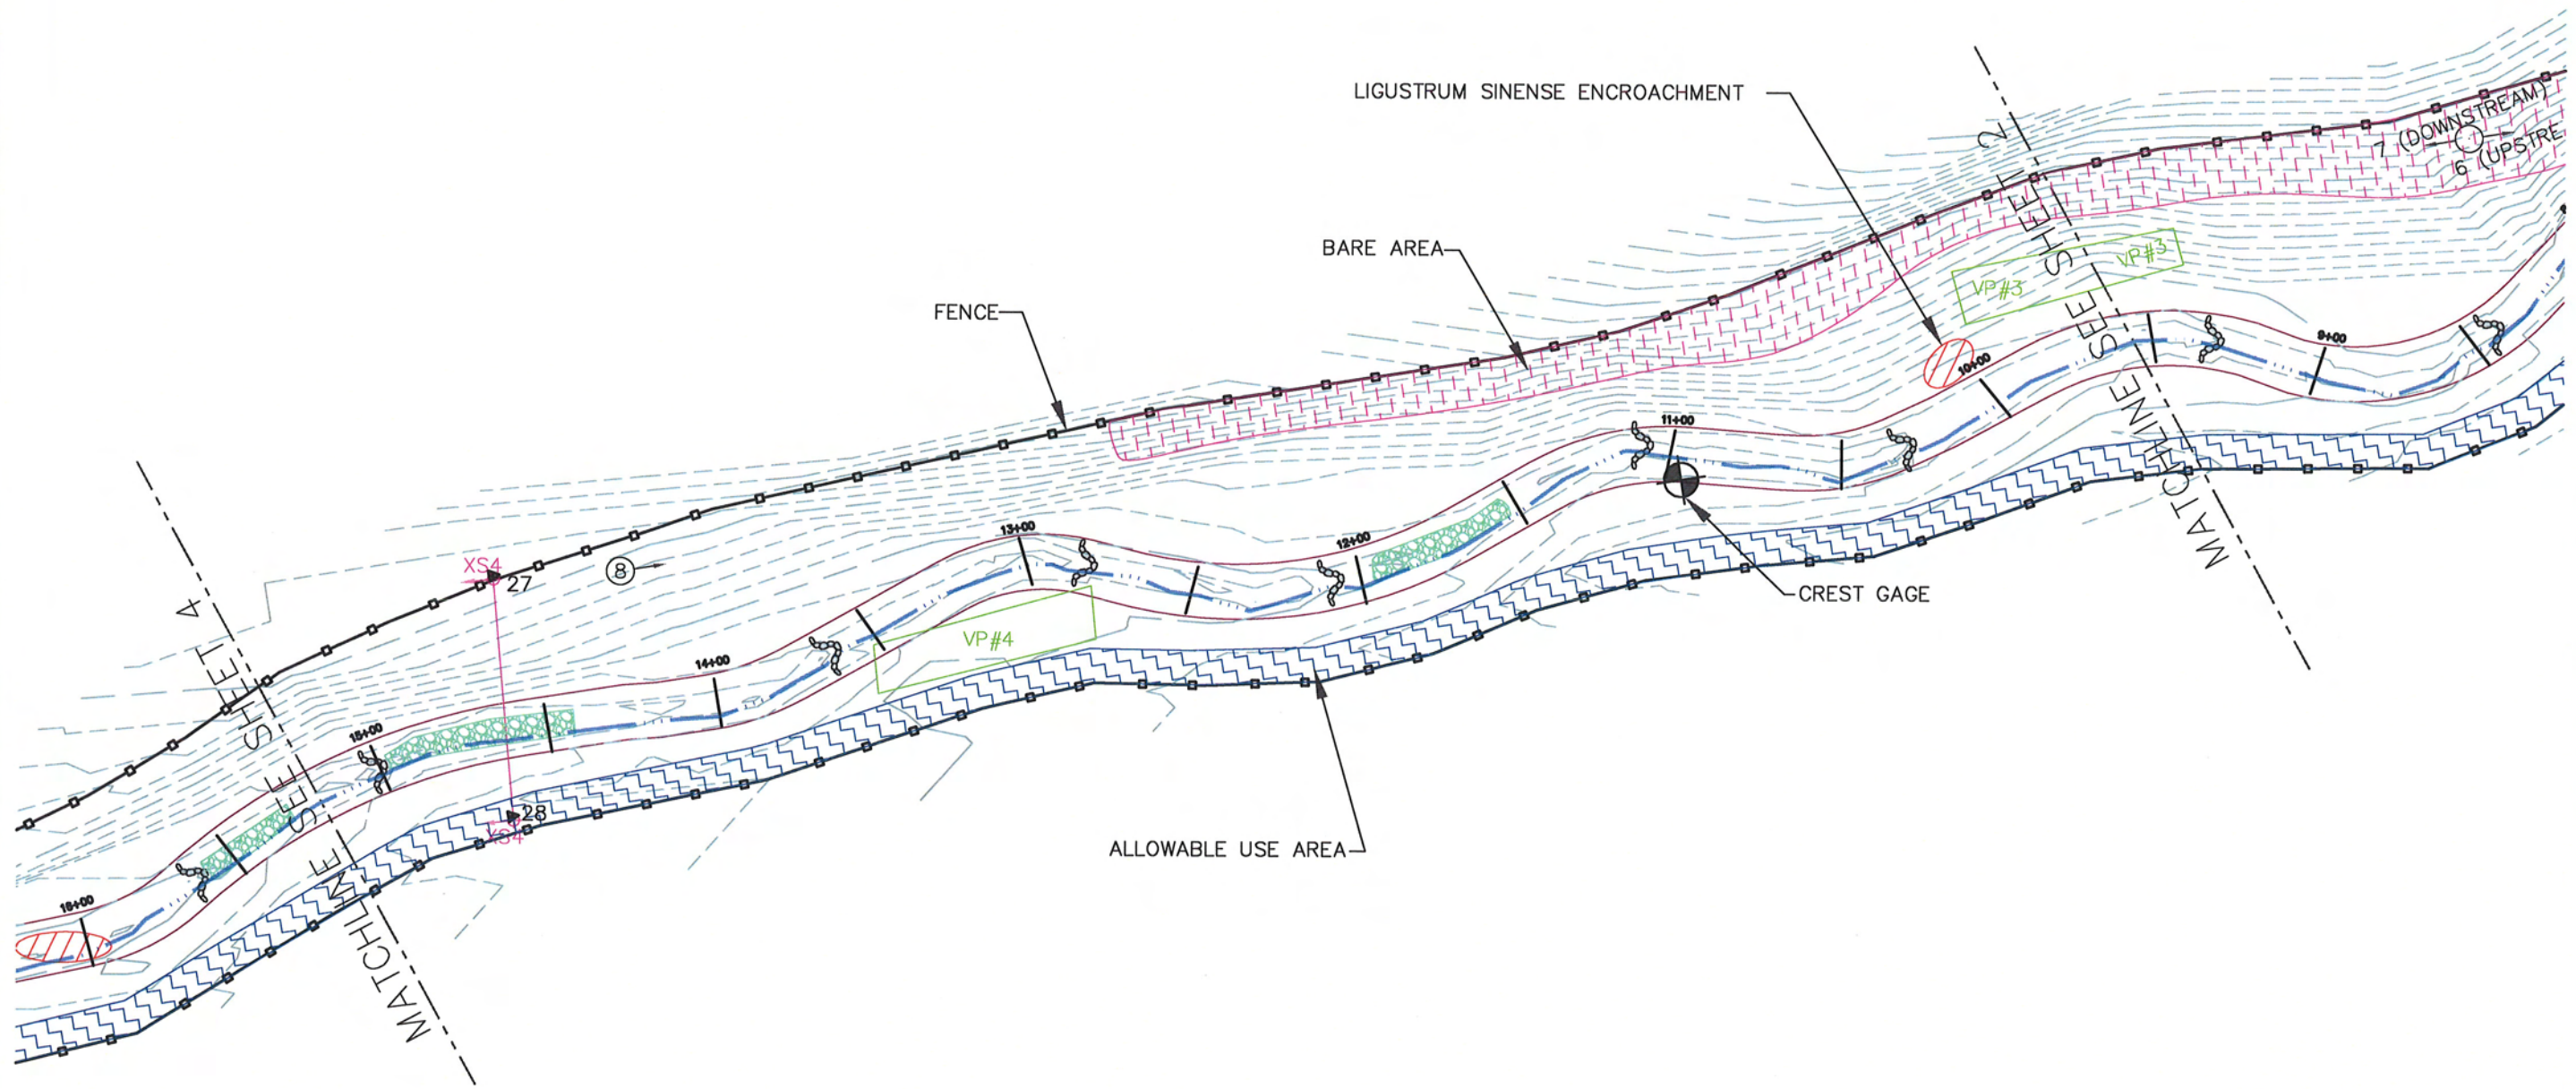 LIGUSTRUM SINENSE ENCROACHMENT
2
SEE SHEET
MATCHLINE
7 (DOWNSTREAM)
6 (UPSTRE
BARE AREA
VP#3
VP#3
FENCE
9+00
10+00
11+00
12+00
13+00
CREST GAGE
XS4
27
8
VP#4
14+00
4
SEE SHEET
MATCHLINE
15+00
28
XS4
ALLOWABLE USE AREA
16+00